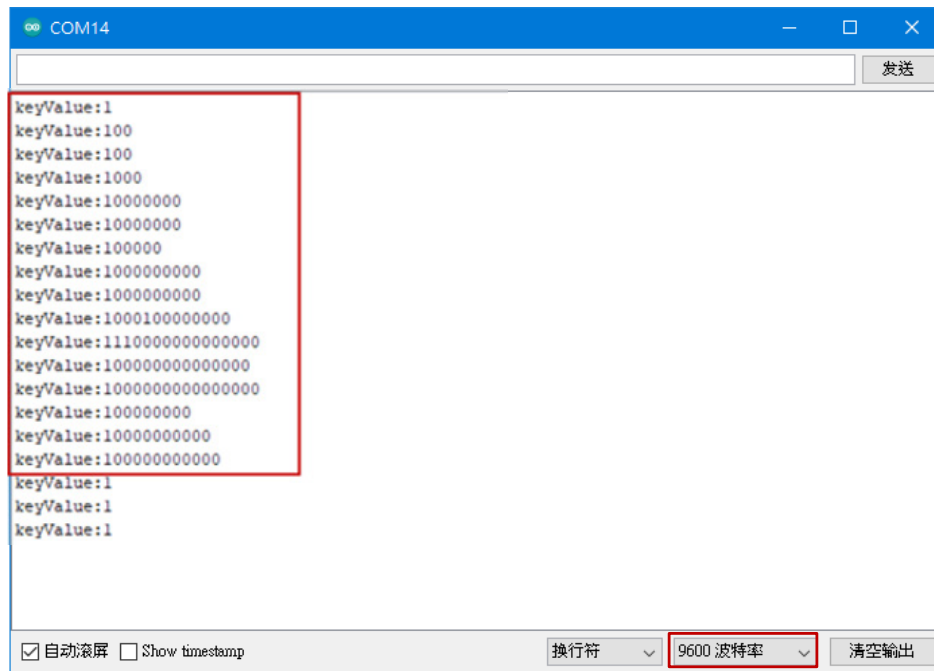 COM14
发送
keyValue:1
keyValue:100
keyValue:100
keyValue:1000
keyValue:10000000
keyValue:10000000
keyValue:100000
keyValue:1000000000
keyValue:1000000000
keyValue:1000100000000
keyValue:1110000000000000
keyValue:100000000000000
keyValue:1000000000000000
keyValue:100000000
keyValue:10000000000
keyValue:100000000000
keyValue:1
keyValue:1
keyValue:1
自动滚屏 Show timestamp 换行符 9600 波特率 清空输出